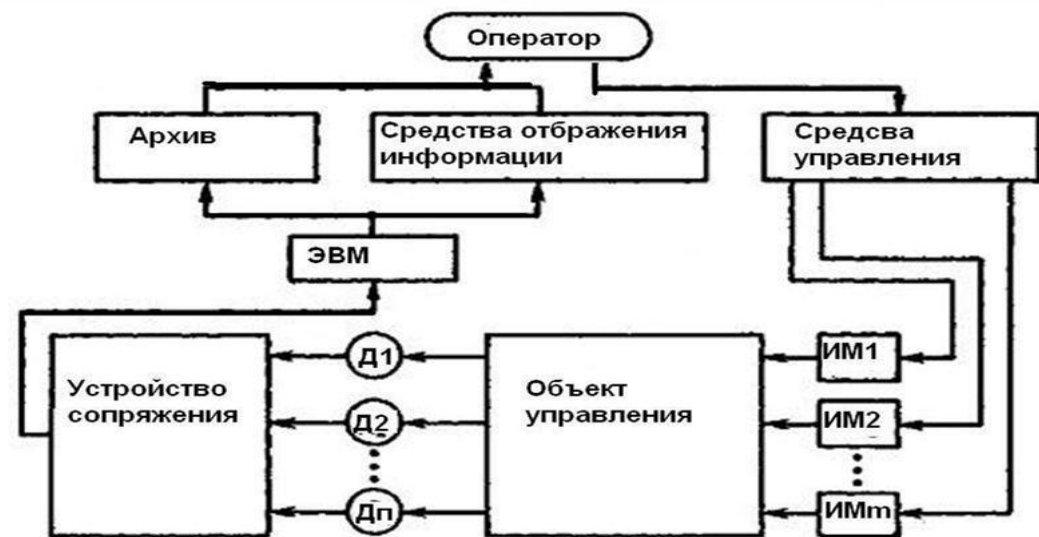 Оператор
Архив
Средства отбражения
информации
Средсва
управления
ЭВМ
Устройство
сопряжения
Д1
Д2
Дп
Объект
управления
ИМ1
ИМ2
ИМm